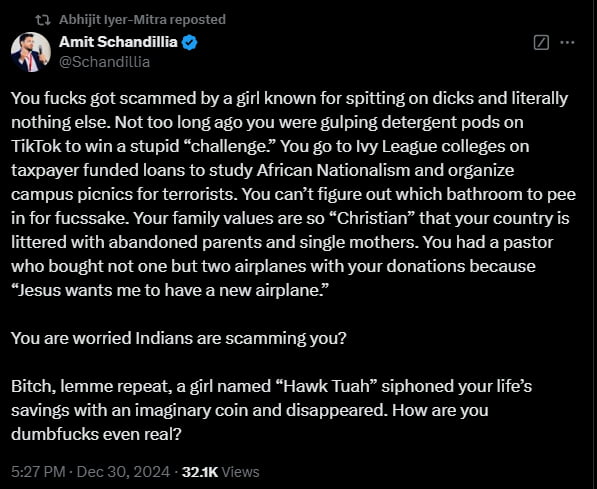 Abhijit Iyer-Mitra reposted
Amit Schandillia
@Schandillia
You fucks got scammed by a girl known for spitting on dicks and literally
nothing else. Not too long ago you were gulping detergent pods on
TikTok to win a stupid “challenge.” You go to Ivy League colleges on
taxpayer funded loans to study African Nationalism and organize
campus picnics for terrorists. You can’t figure out which bathroom to pee
in for fucssake. Your family values are so “Christian” that your country is
littered with abandoned parents and single mothers. You had a pastor
who bought not one but two airplanes with your donations because
“Jesus wants me to have a new airplane.”
You are worried Indians are scamming you?
Bitch, lemme repeat, a girl named “Hawk Tuah” siphoned your life’s
savings with an imaginary coin and disappeared. How are you
dumbfucks even real?
5:27 PM · Dec 30, 2024 · 32.1K Views